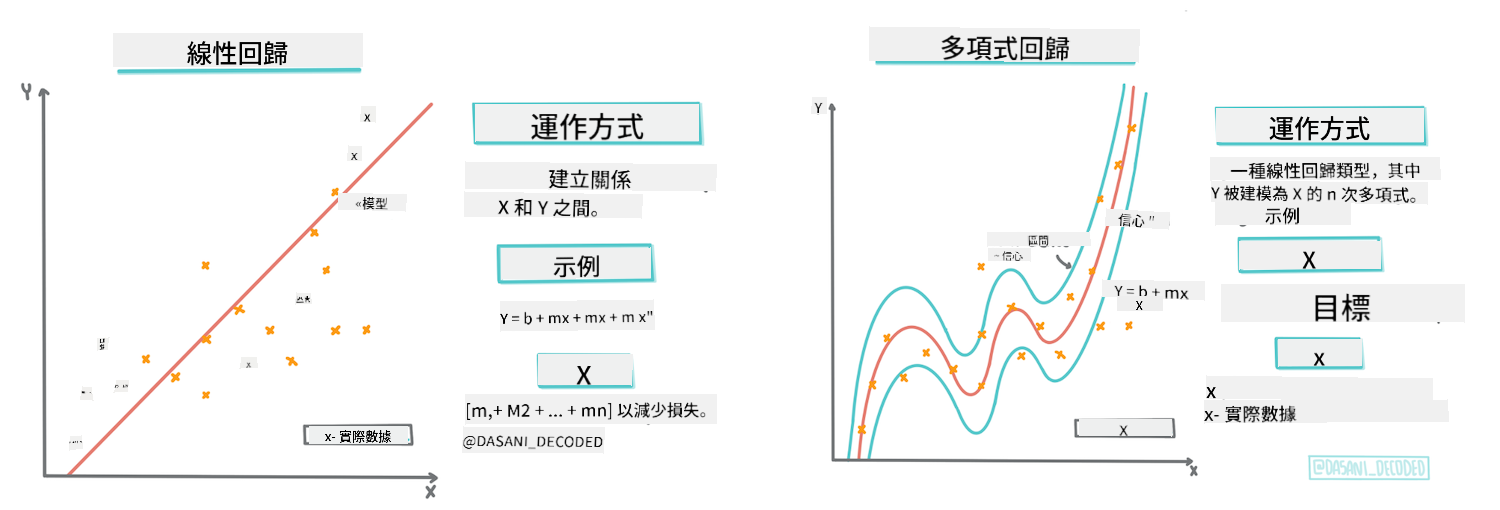 線性回歸
Y
x
x
«模型
x
x- 實際數據
X
運作方式
建立關係
X 和 Y 之間。
示例
Y = b + mx + mx + m x"
X
[m,+ M2 + ... + mn] 以減少損失。
@DASANI_DECODED
多項式回歸
Y
信心 "
區間
~ 信心
Y = b + mx
X
X
X
運作方式
一種線性回歸類型，其中
Y 被建模為 X 的 n 次多項式。
示例
X
目標
x
X
x- 實際數據
@DASANI_DECODED